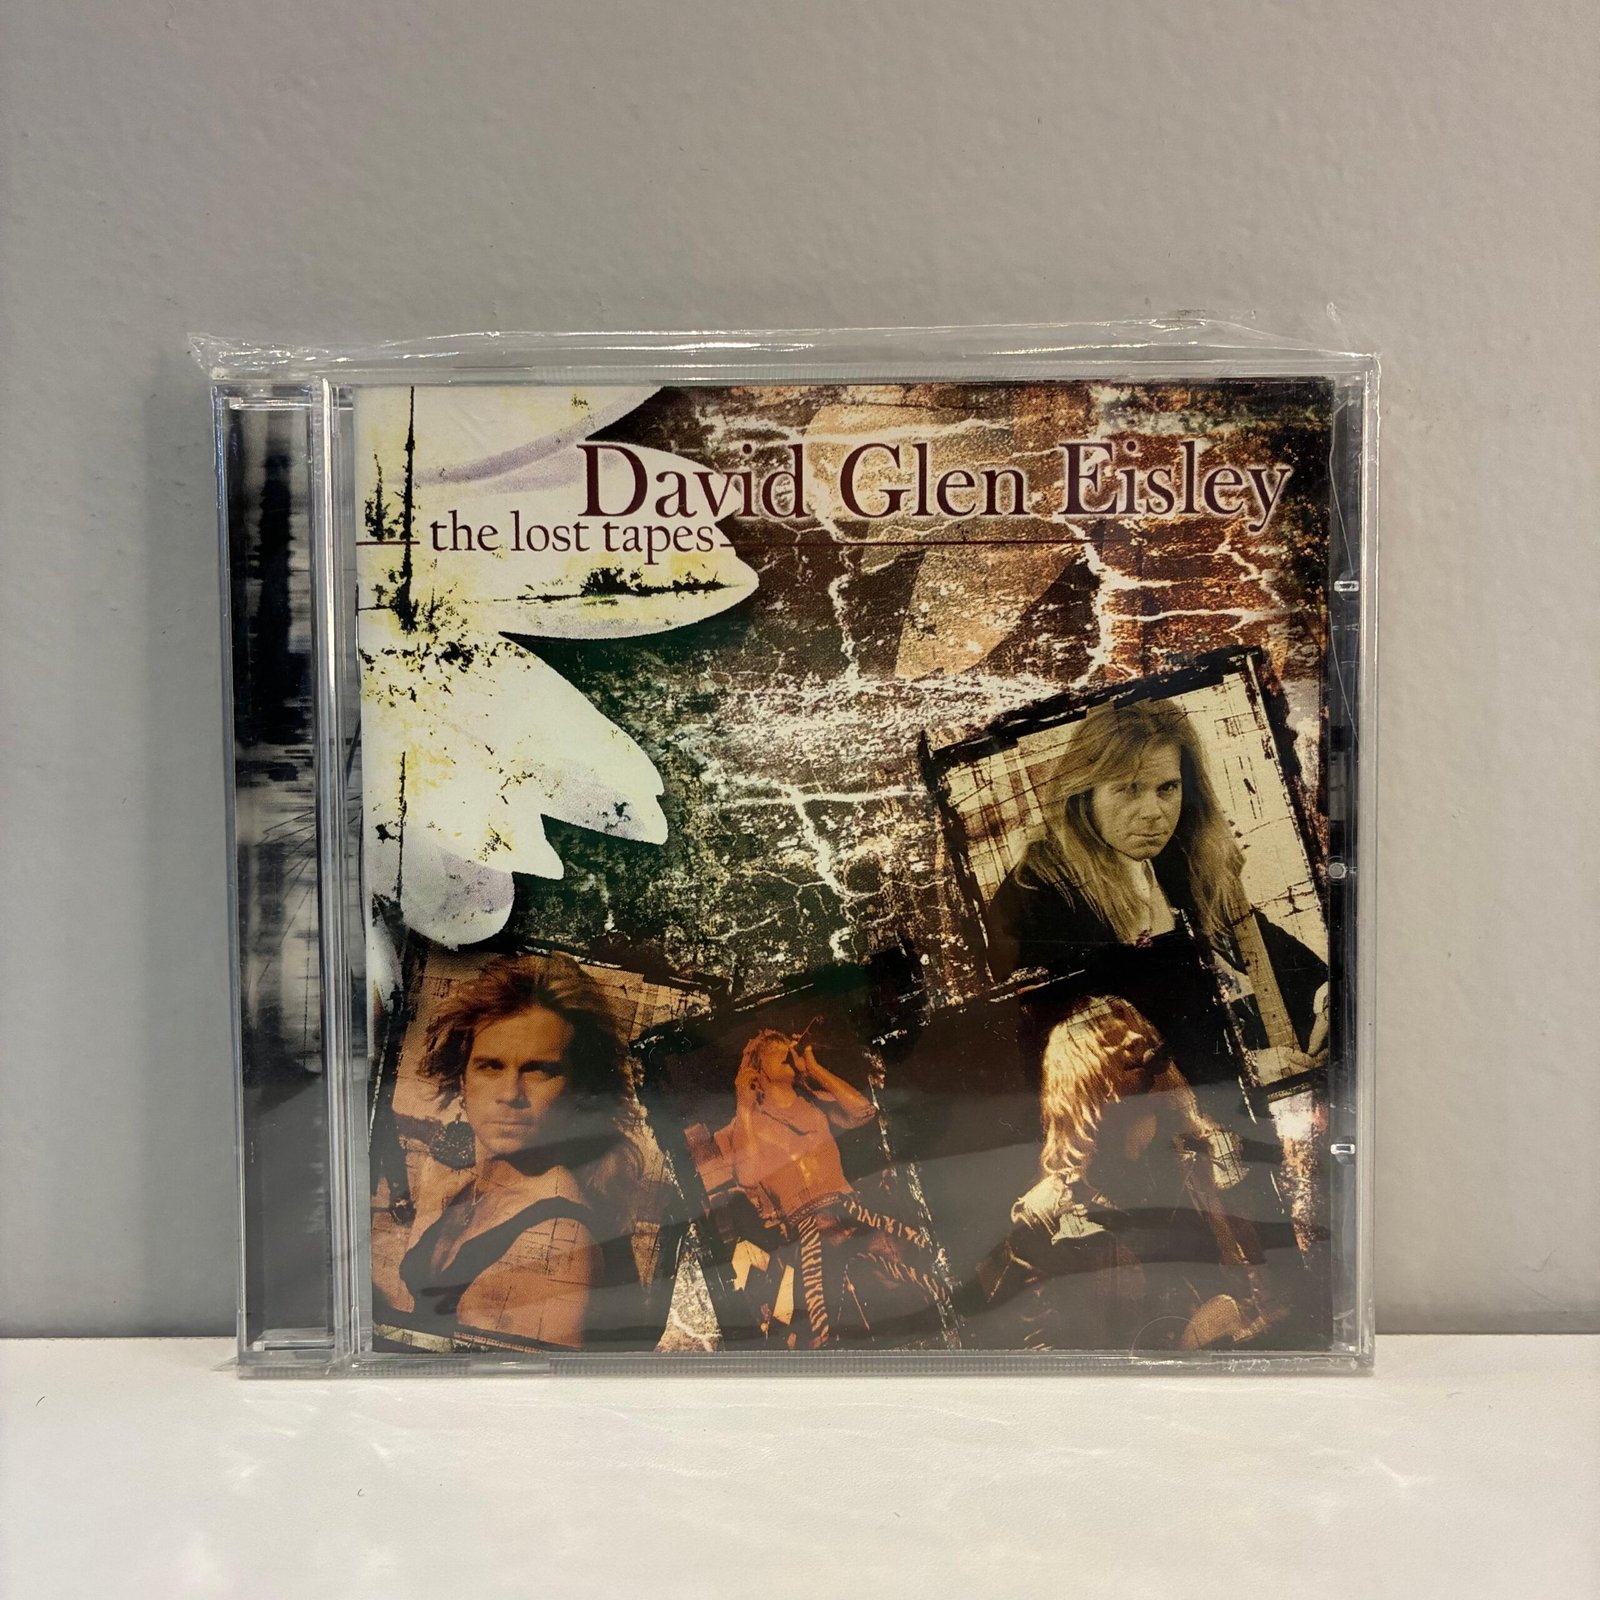 David Glen Eisley
the lost tapes